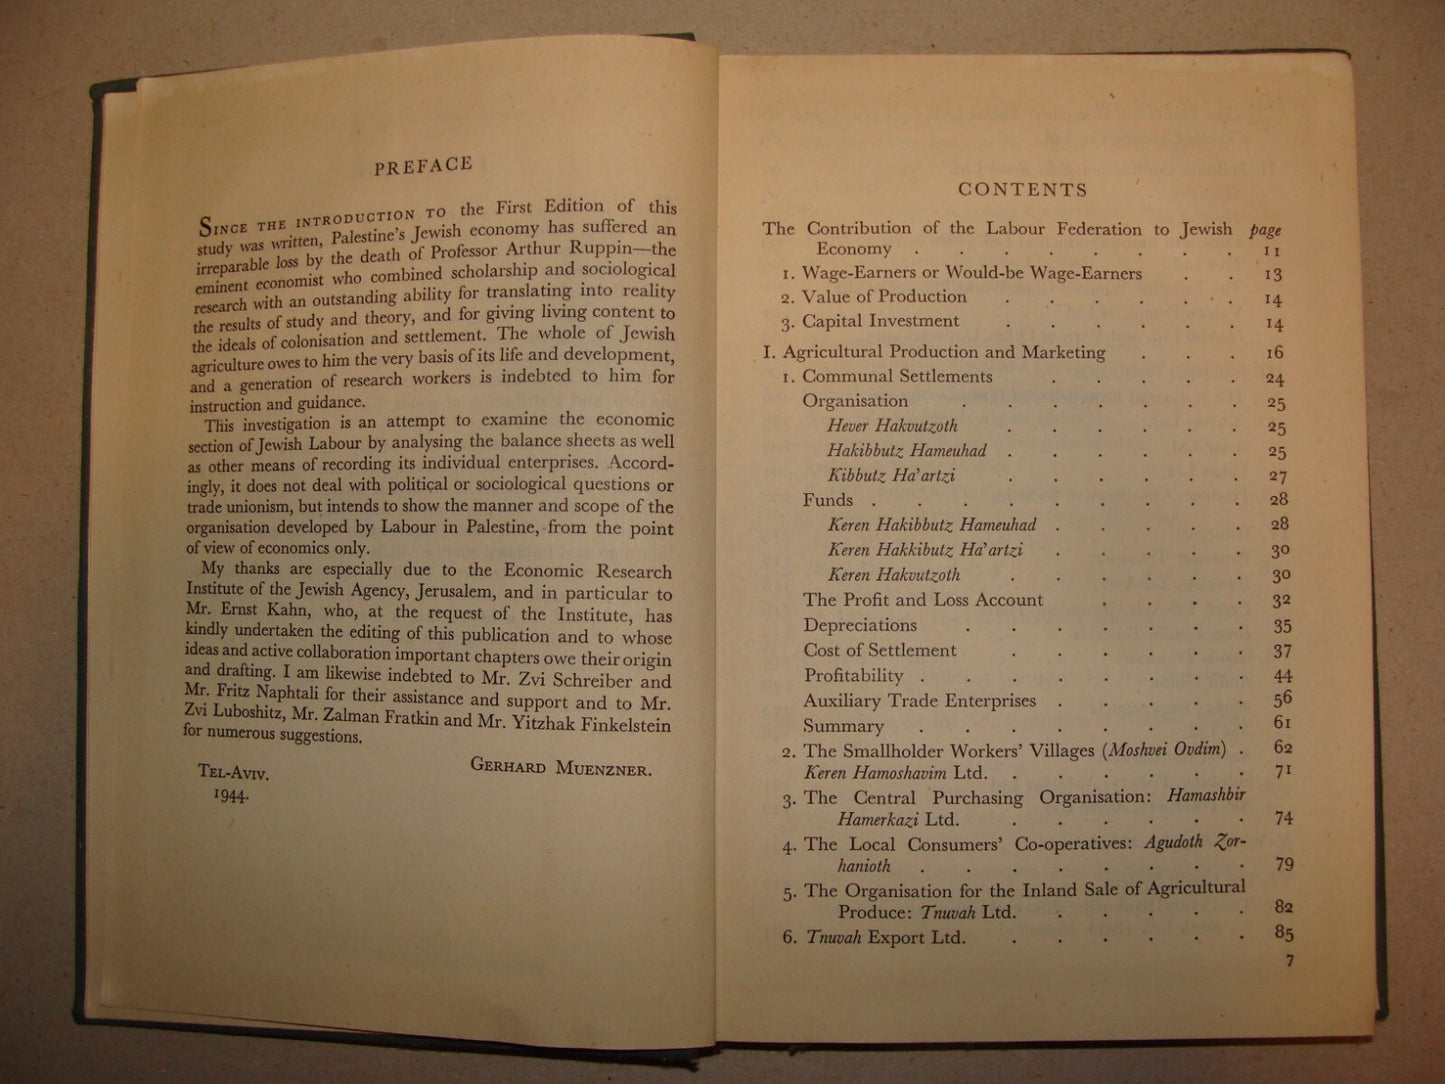 PREFACE
SINCE THE INTRODUCTION TO the First Edition of this
study was written, Palestine's Jewish economy has suffered an
irreparable loss by the death of Professor Arthur Ruppin—the
eminent economist who combined scholarship and sociological
research with an outstanding ability for translating into reality
the results of study and theory, and for giving living content to
the ideals of colonisation and settlement. The whole of Jewish
agriculture owes to him the very basis of its life and development,
and a generation of research workers is indebted to him for
instruction and guidance.
This investigation is an attempt to examine the economic
section of Jewish Labour by analysing the balance sheets as well
as other means of recording its individual enterprises. Accord-
ingly, it does not deal with political or sociological questions or
trade unionism, but intends to show the manner and scope of the
organisation developed by Labour in Palestine, from the point
of view of economics only.
My thanks are especially due to the Economic Research
Institute of the Jewish Agency, Jerusalem, and in particular to
Mr. Ernst Kahn, who, at the request of the Institute, has
kindly undertaken the editing of this publication and to whose
ideas and active collaboration important chapters owe their origin
and drafting. I am likewise indebted to Mr. Zvi Schreiber and
Mr. Fritz Naphtali for their assistance and support and to Mr.
Zvi Luboshitz, Mr. Zalman Fratkin and Mr. Yitzhak Finkelstein
for numerous suggestions.
GERHARD MUENZNER.
TEL-AVIV.
1944.
CONTENTS
The Contribution of the Labour Federation to Jewish page
Economy . . . . . . . . 11
1. Wage-Earners or Would-be Wage-Earners . . 13
2. Value of Production . . . . . . 14
3. Capital Investment . . . . . . 14
I. Agricultural Production and Marketing . . . 16
1. Communal Settlements . . . . . 24
Organisation . . . . . . . 25
Hever Hakvutzoth . . . . . . 25
Hakibbutz Hameuhad . . . . . . 25
Kibbutz Ha'artzi . . . . . . 27
Funds . . . . . . . . 28
Keren Hakibbutz Hameuhad . . . . . 28
Keren Hakkibutz Ha'artzi . . . . . 30
Keren Hakvutzoth . . . . . . 30
The Profit and Loss Account . . . . 32
Depreciations . . . . . . . 35
Cost of Settlement . . . . . . 37
Profitability . . . . . . . . 44
Auxiliary Trade Enterprises . . . . . 56
Summary . . . . . . . . 61
2. The Smallholder Workers' Villages (Moshvei Ovdim) . 62
Keren Hamoshavim Ltd. . . . . . . 71
3. The Central Purchasing Organisation: Hamashbir
Hamerkazi Ltd. . . . . . . 74
4. The Local Consumers' Co-operatives: Agudoth Zor-
hanioth . . . . . . . . 79
5. The Organisation for the Inland Sale of Agricultural
Produce: Tnuvah Ltd. . . . . . 82
6. Tnuvah Export Ltd. . . . . . . 85
7